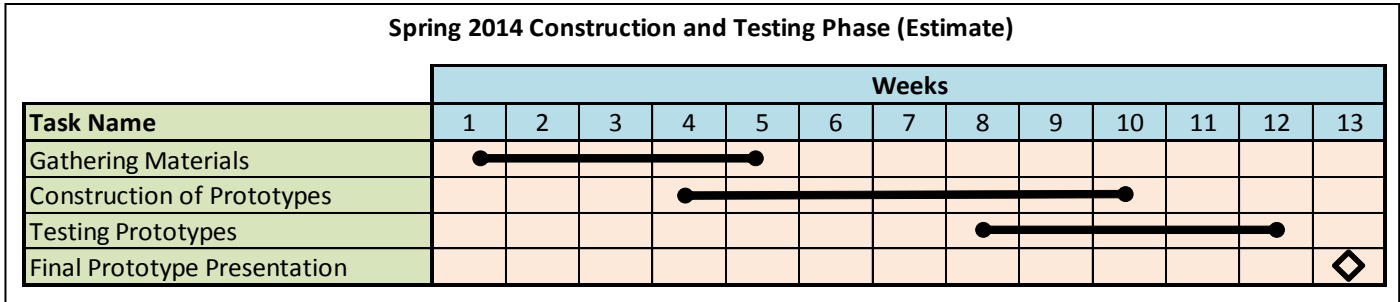 Spring 2014 Construction and Testing Phase (Estimate)
Weeks
Task Name 1 2 3 4 5 6 7 8 9 10 11 12 13
Gathering Materials
Construction of Prototypes
Testing Prototypes
Final Prototype Presentation